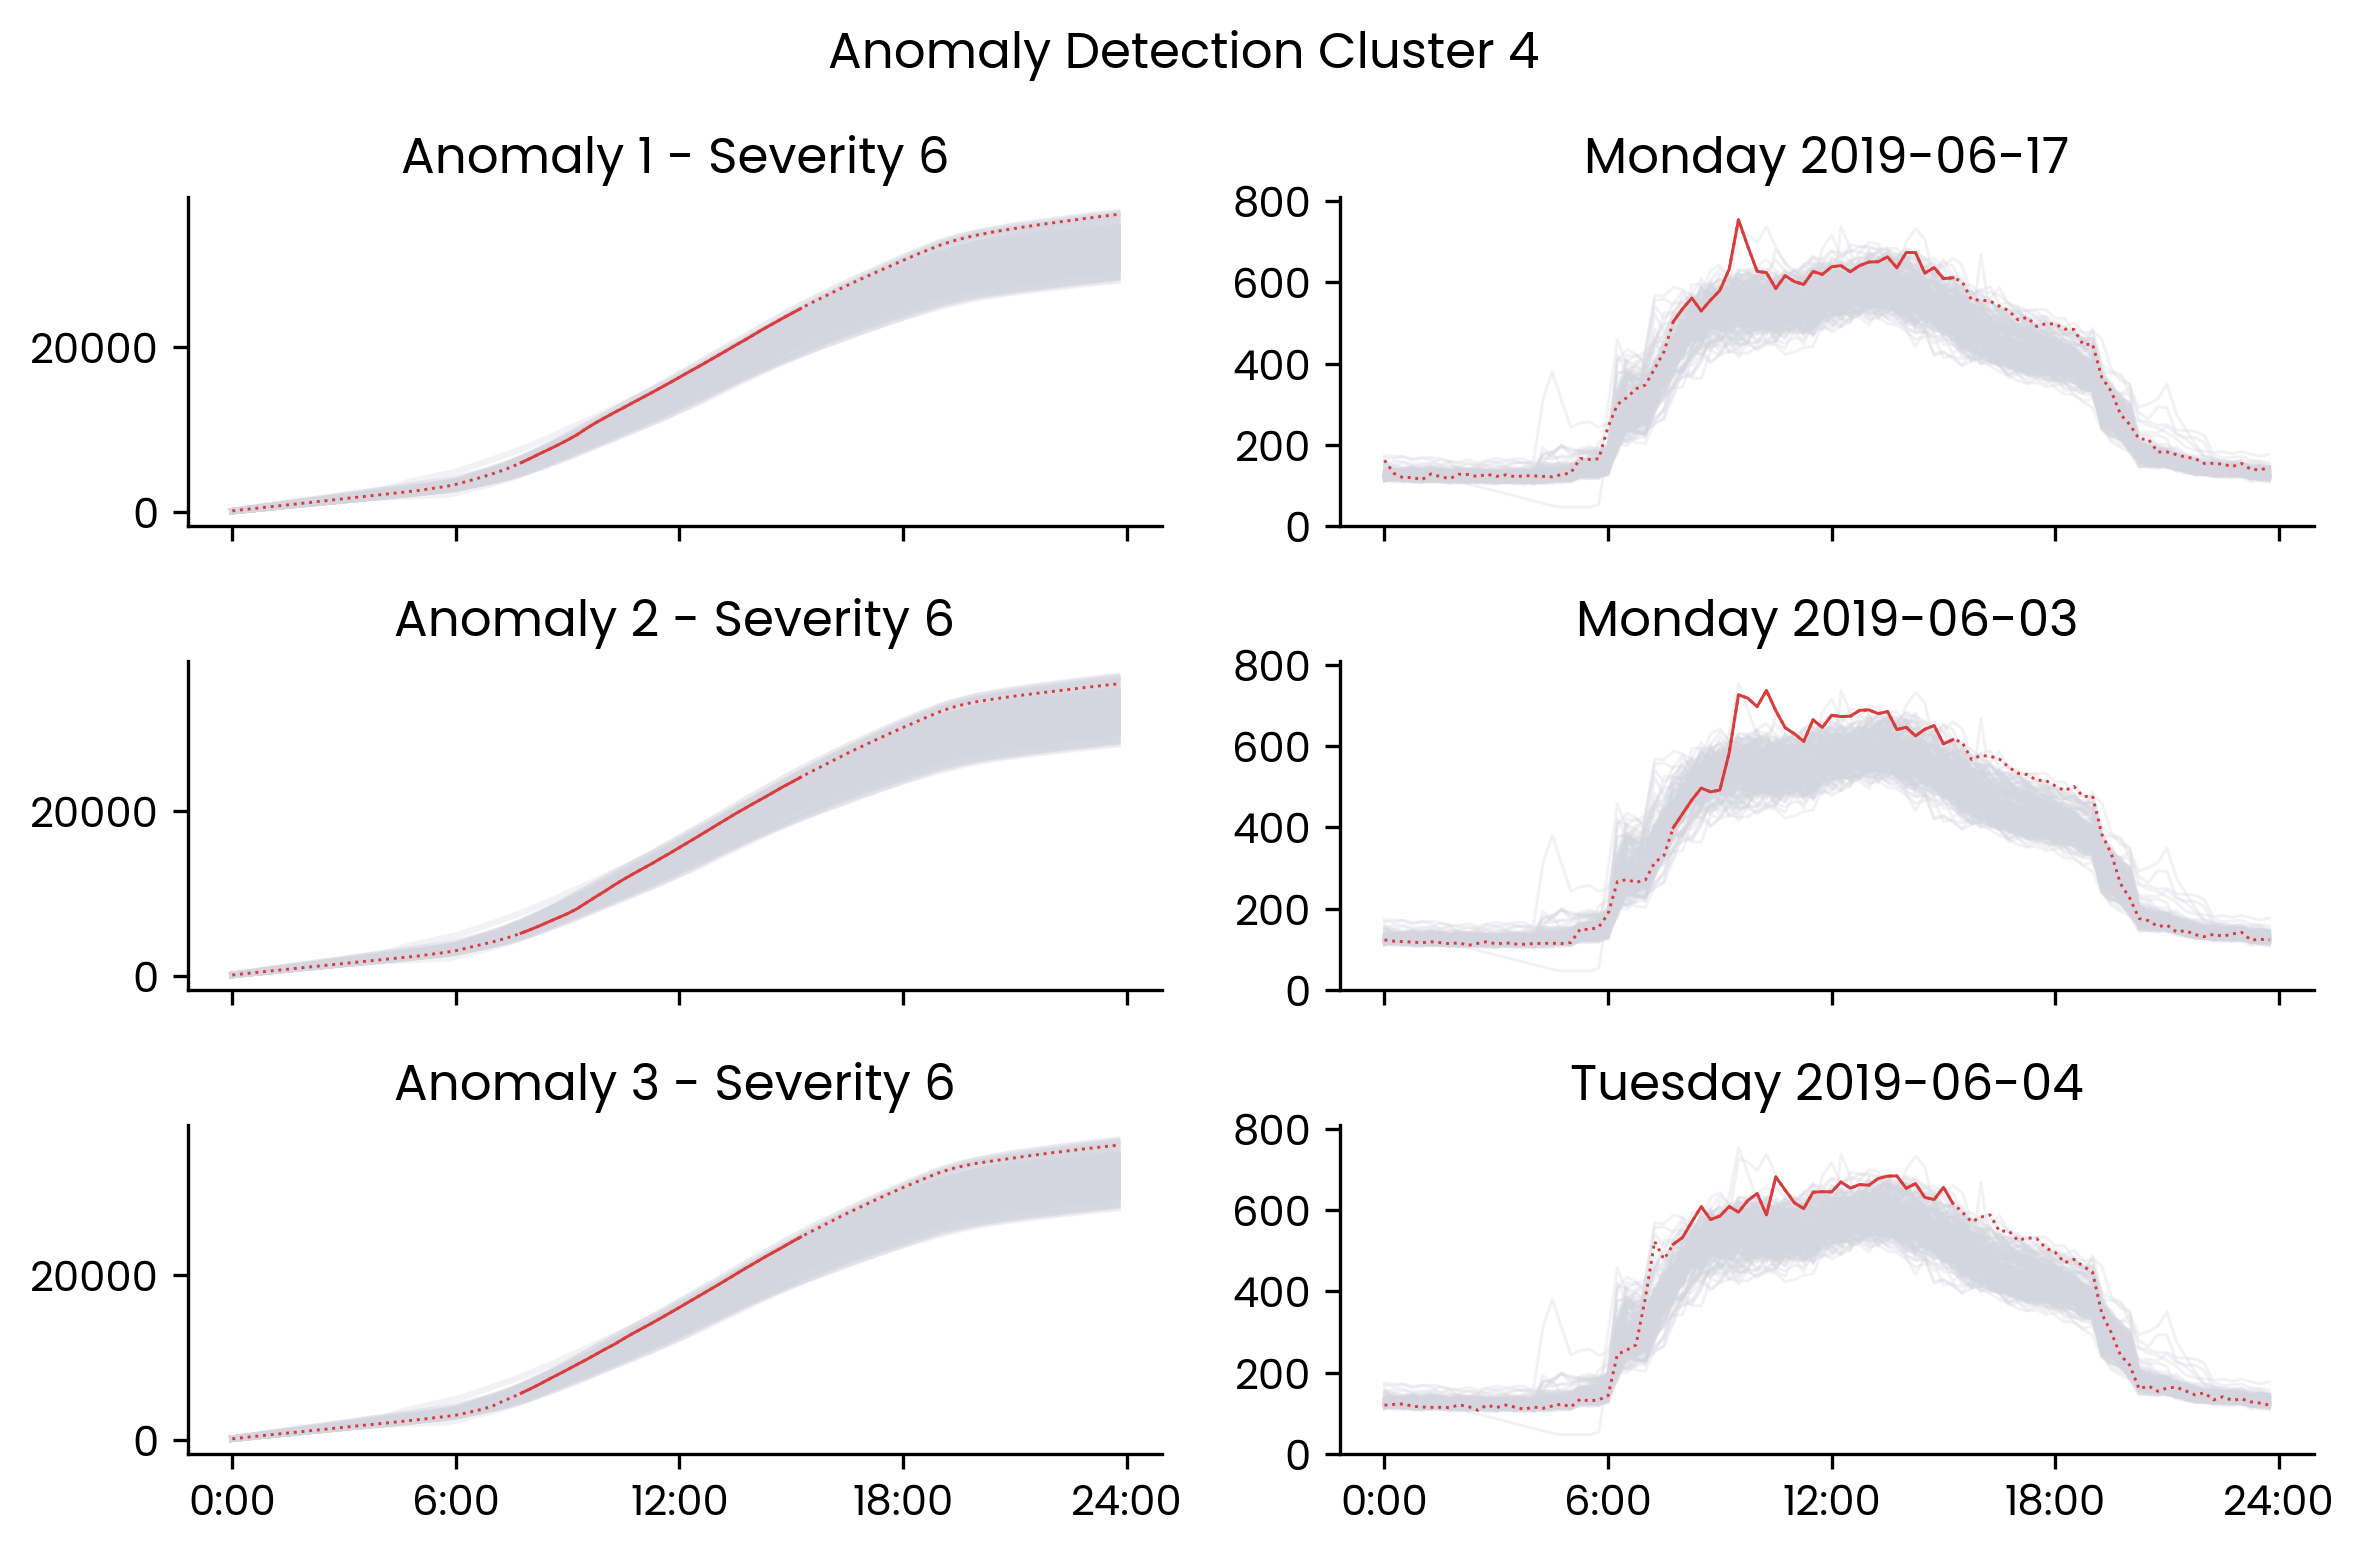 Anomaly Detection Cluster 4
Anomaly 1 - Severity 6
Monday 2019-06-17
20000
0
800
600
400
200
0
Anomaly 2 - Severity 6
Monday 2019-06-03
20000
0
800
600
400
200
0
Anomaly 3 - Severity 6
Tuesday 2019-06-04
20000
0
800
600
400
200
0
0:00 6:00 12:00 18:00 24:00
0:00 6:00 12:00 18:00 24:00